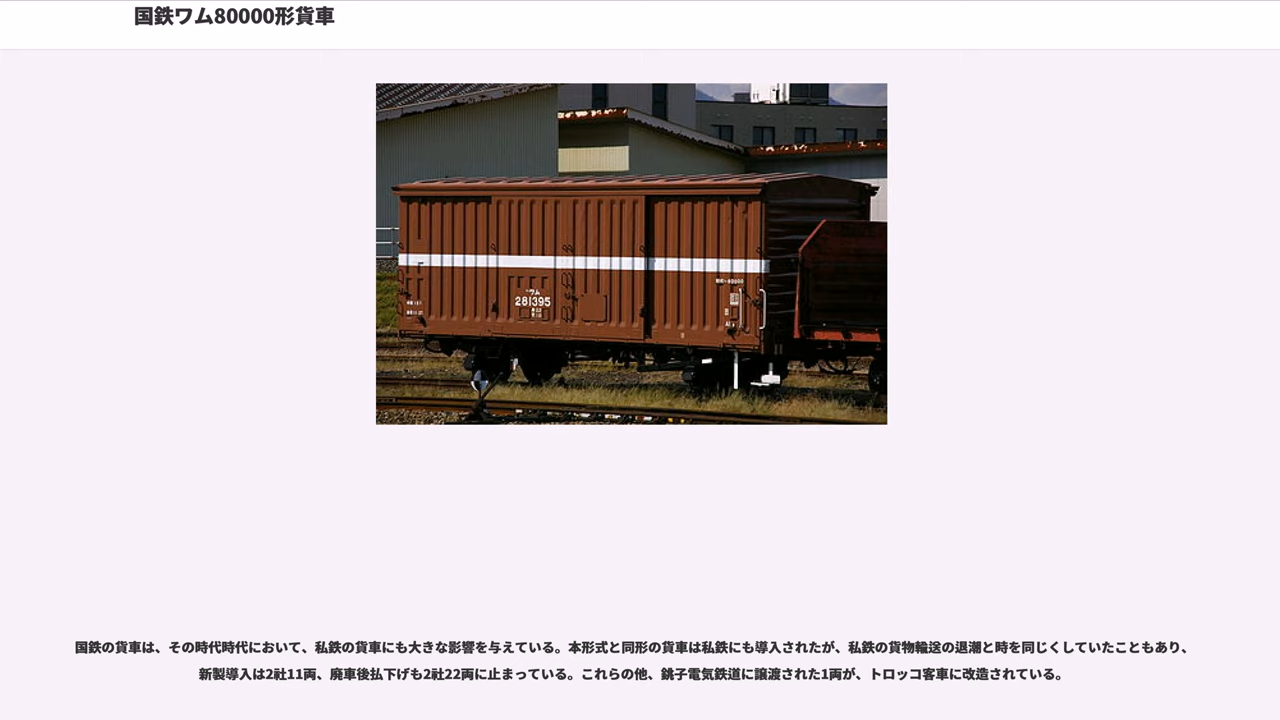 国鉄ワム80000形貨車
ワム
281395
国鉄の貨車は、その時代時代において、私鉄の貨車にも大きな影響を与えている。本形式と同形の貨車は私鉄にも導入されたが、私鉄の貨物輸送の退潮と時を同じくしていたこともあり、
新製導入は2社11両、廃車後払下げも2社22両に止まっている。これらの他、銚子電気鉄道に譲渡された1両が、トロッコ客車に改造されている。